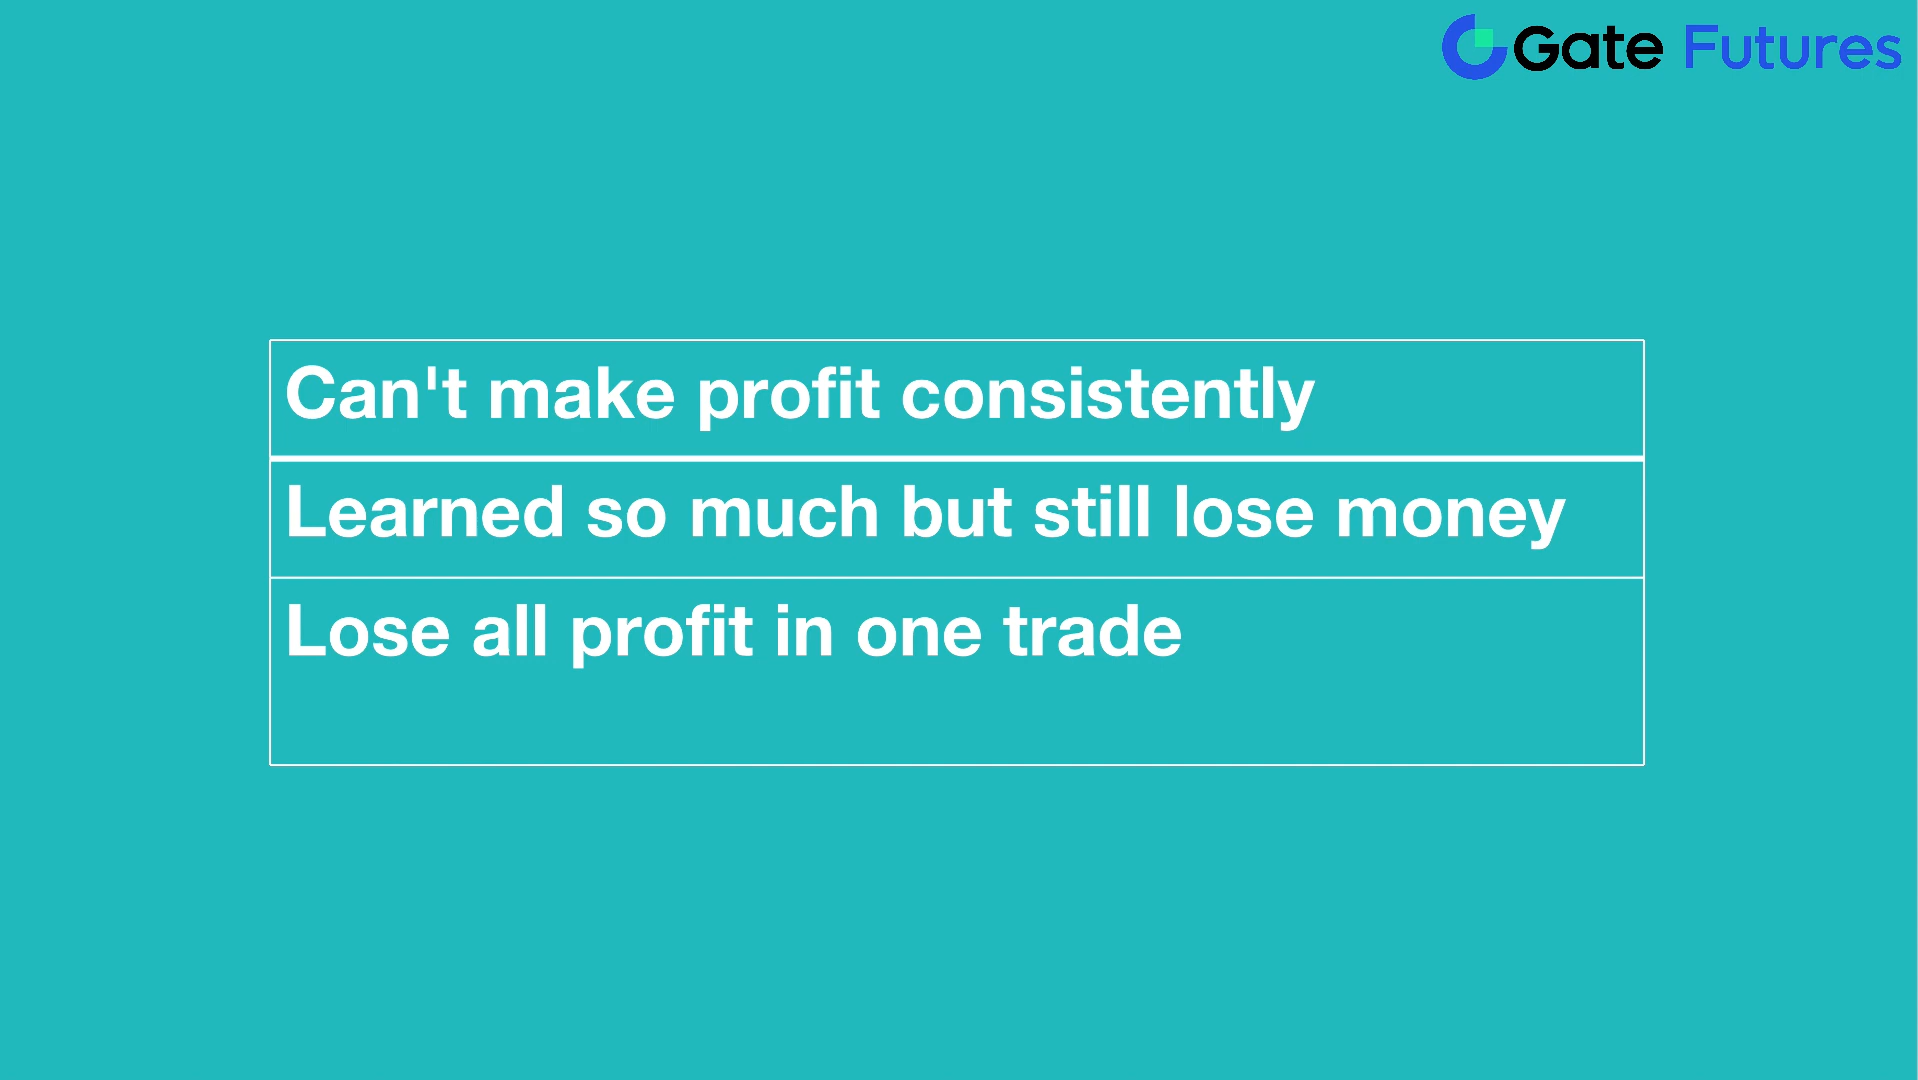 Gate Futures
Can't make profit consistently
Learned so much but still lose money
Lose all profit in one trade